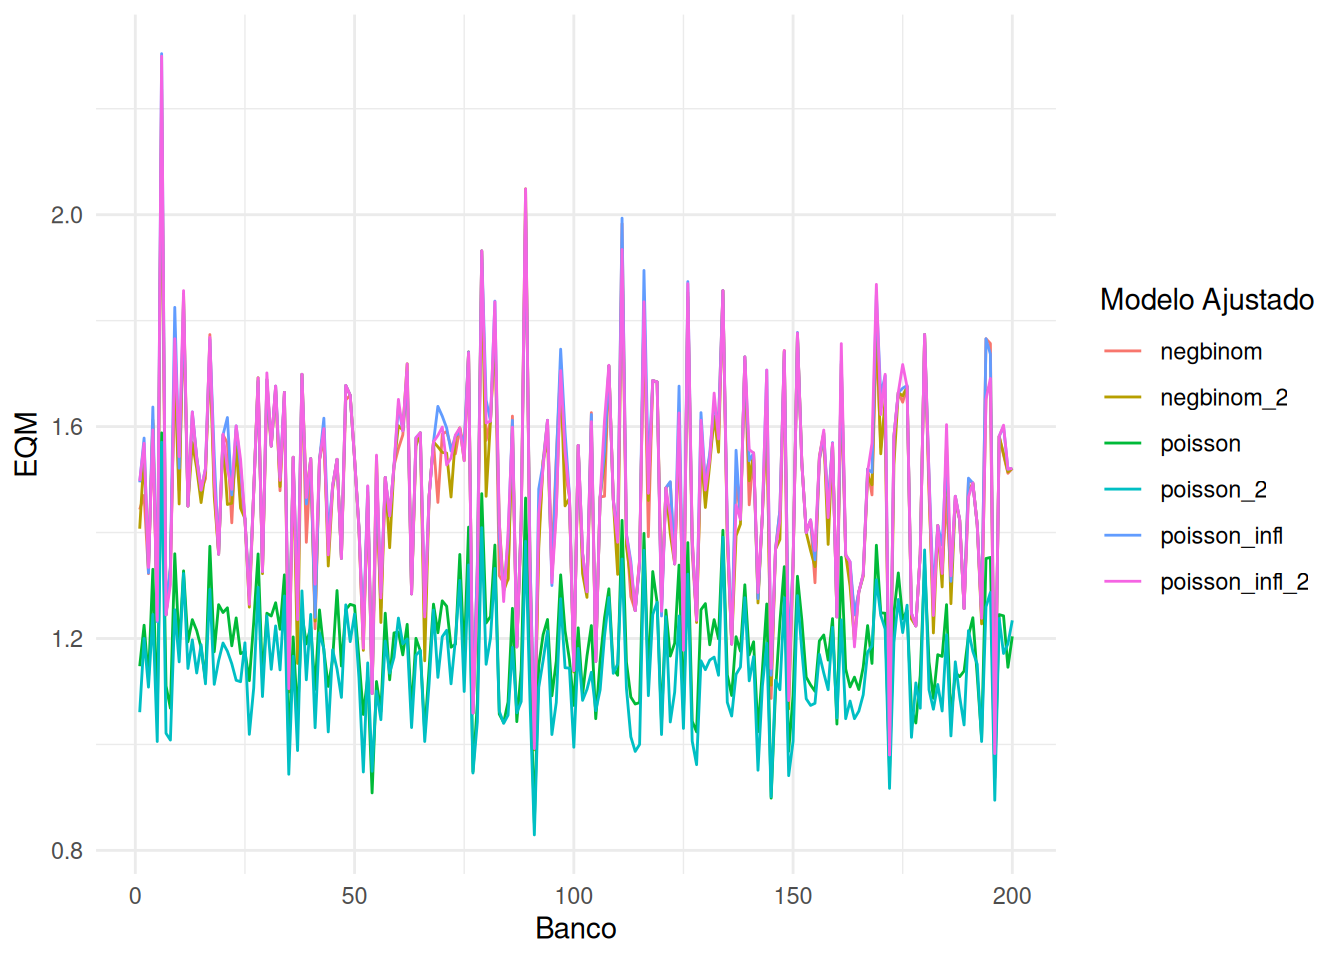 2.0
1.6
1.2
0.8
EQM
0
50
100
150
200
Banco
Modelo Ajustado
negbinom
negbinom_2
poisson
poisson_2
poisson_infl
poisson_infl_2